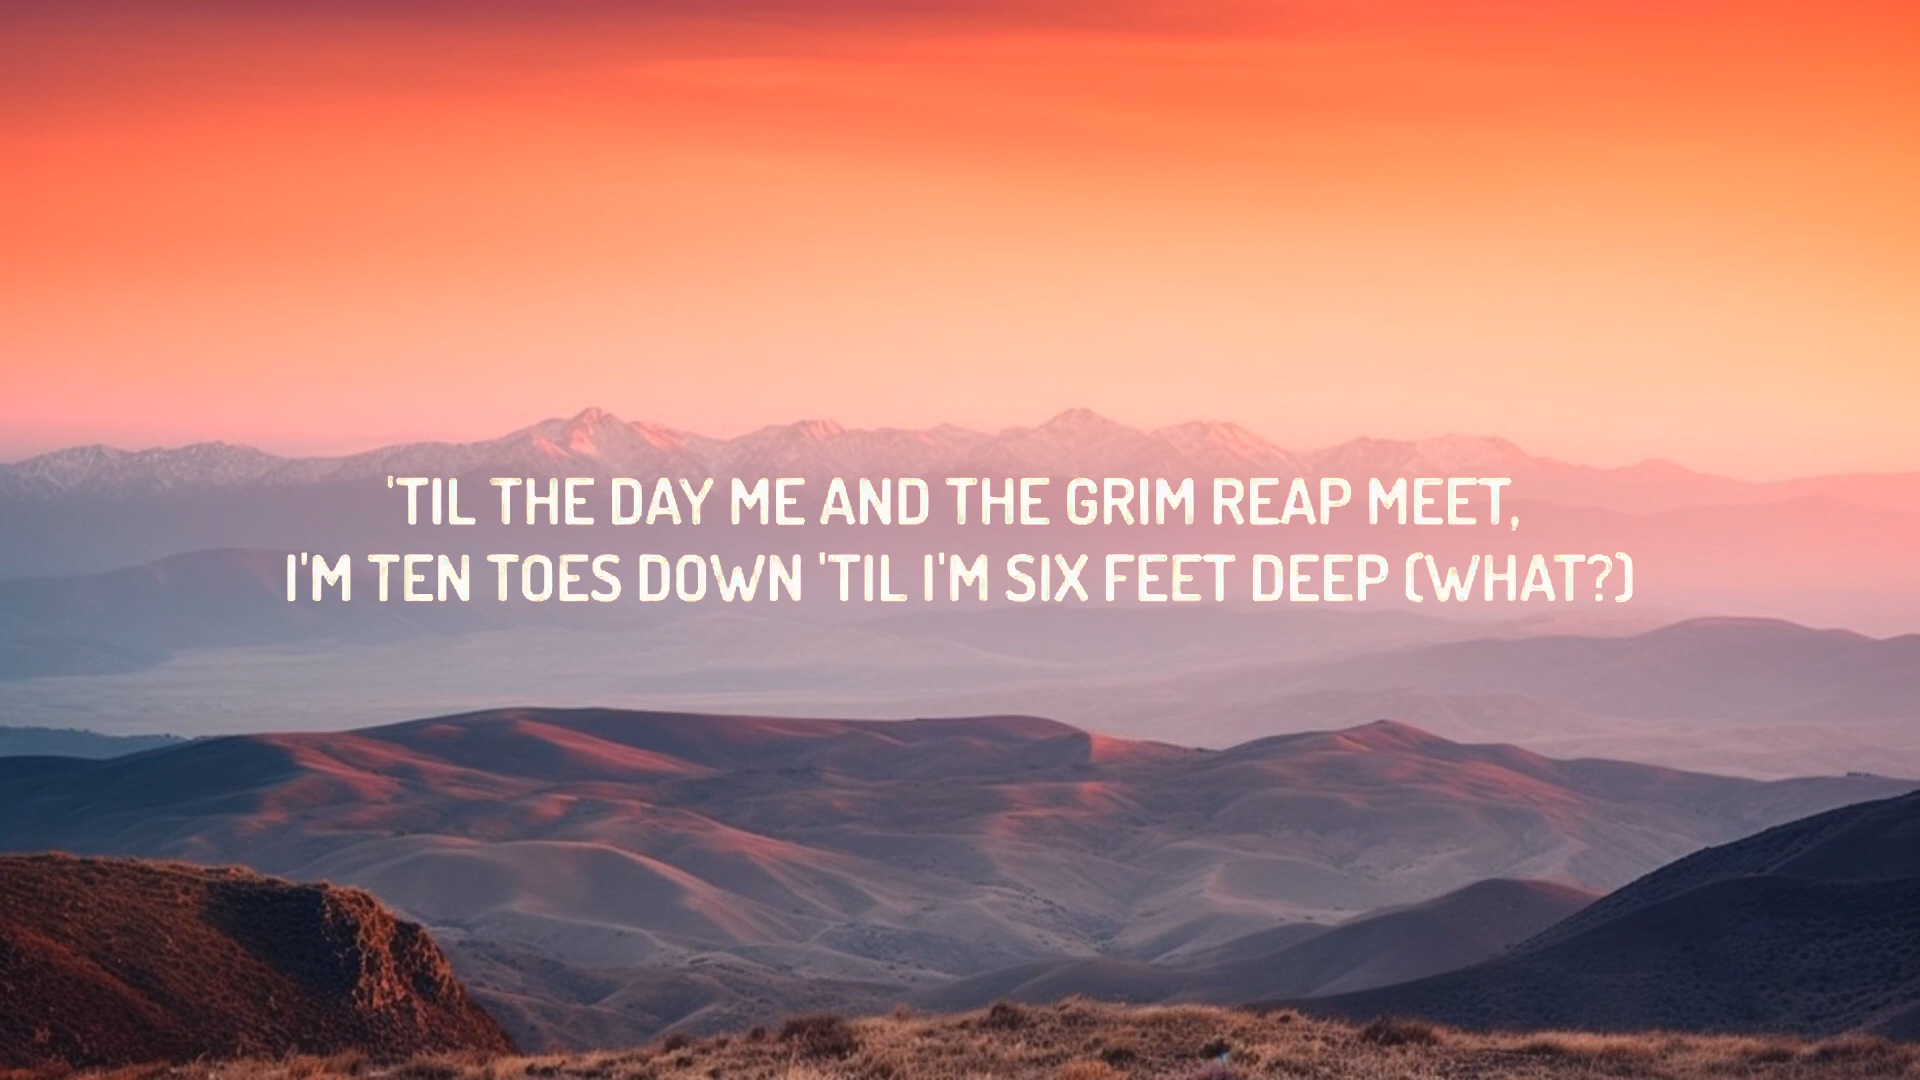 'TIL THE DAY ME AND THE GRIM REAP MEET,
I'M TEN TOES DOWN 'TIL I'M SIX FEET DEEP (WHAT?)